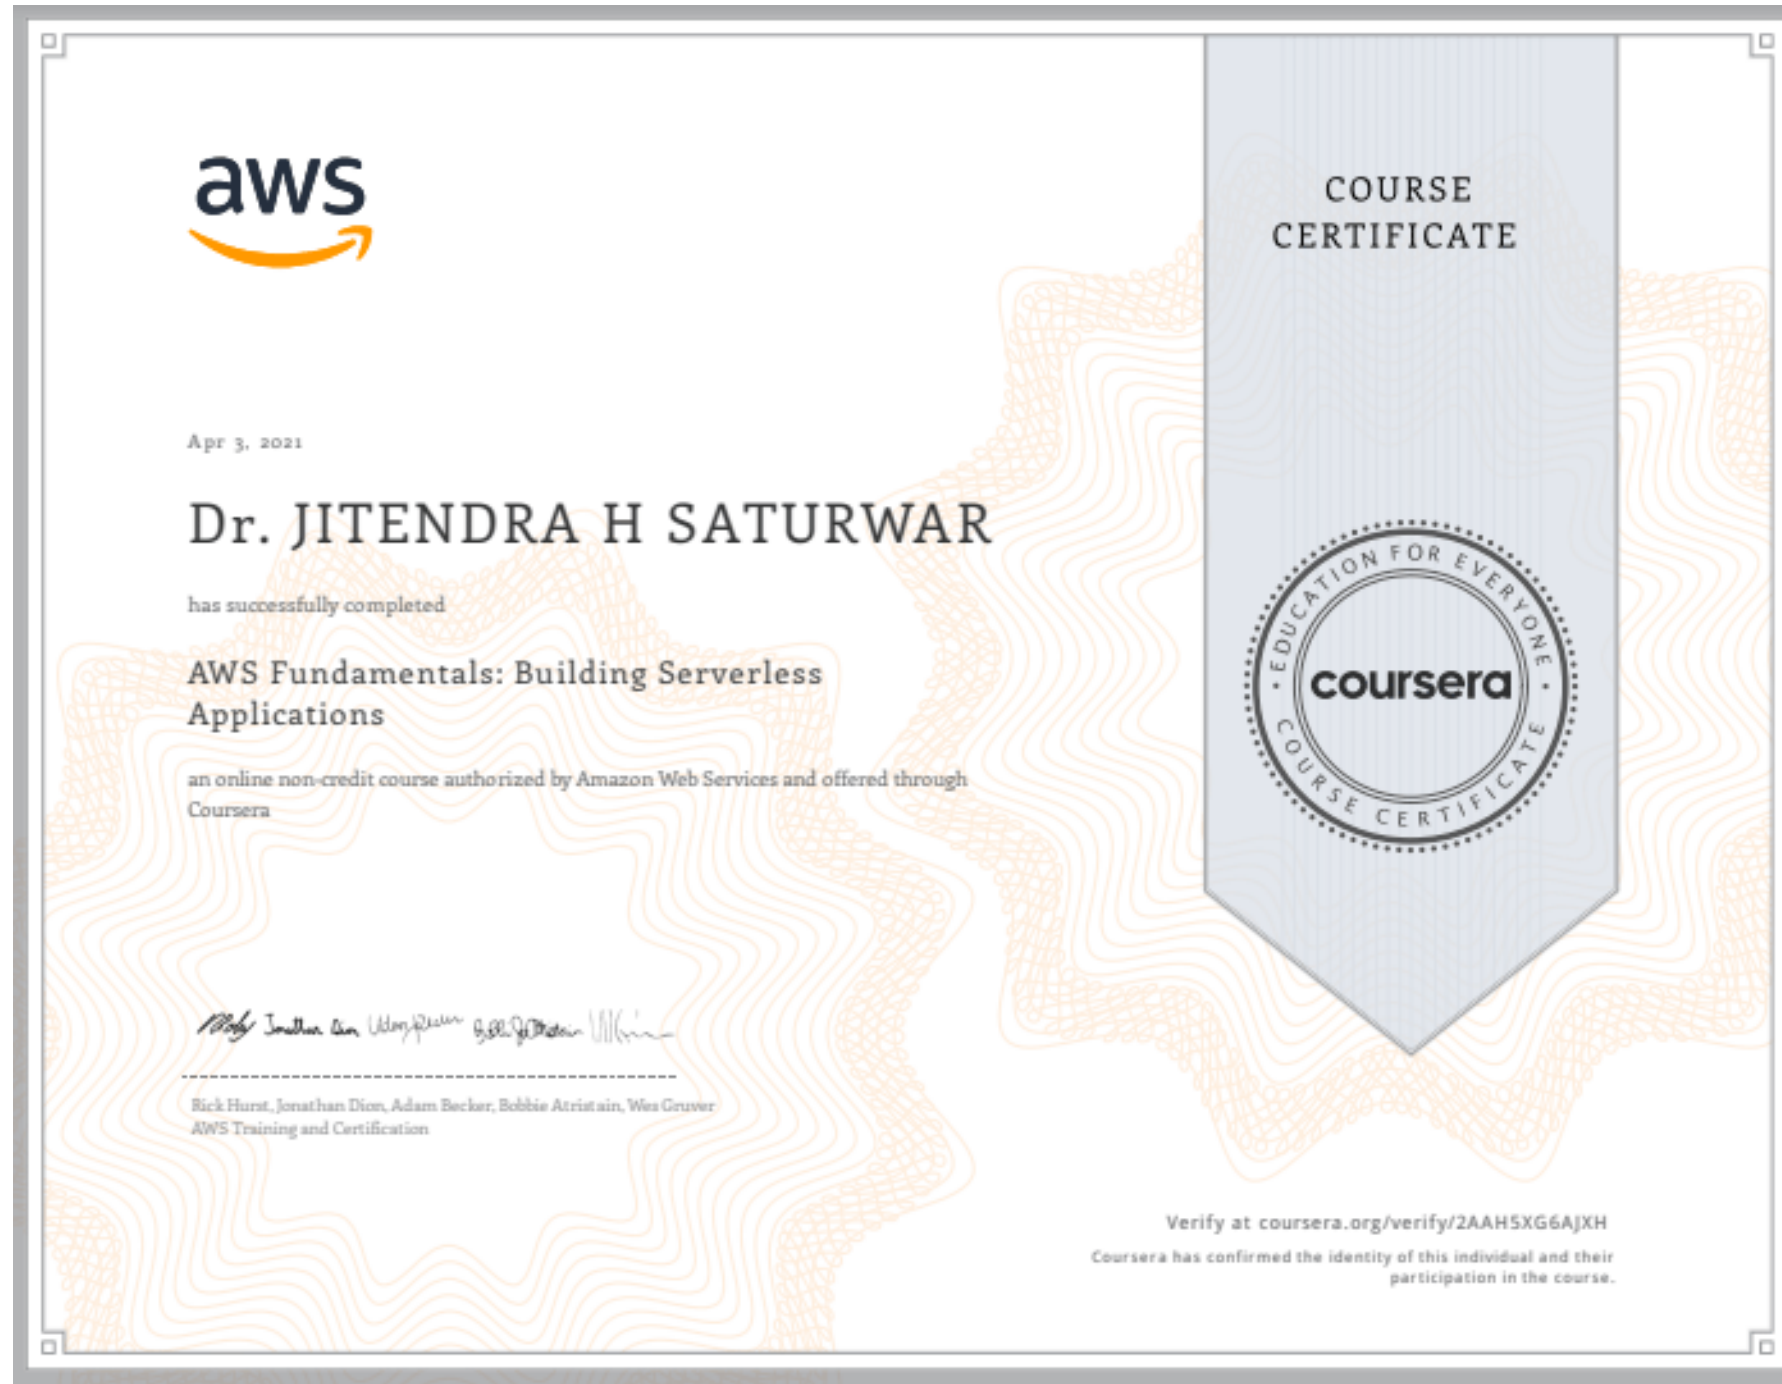 aws
COURSE
CERTIFICATE
Apr 3, 2021
Dr. JITENDRA H SATURWAR
has successfully completed
AWS Fundamentals: Building Serverless
Applications
an online non-credit course authorized by Amazon Web Services and offered through
Coursera
EDUCATION FOR EVERYONE
coursera
COURSE CERTIFICATE
Jonathan Dion
Rick Hurst, Jonathan Dion, Adam Becker, Bobbie Atristain, Wes Gruver
AWS Training and Certification
Verify at coursera.org/verify/2AAH5XG6AJXH
Coursera has confirmed the identity of this individual and their
participation in the course.